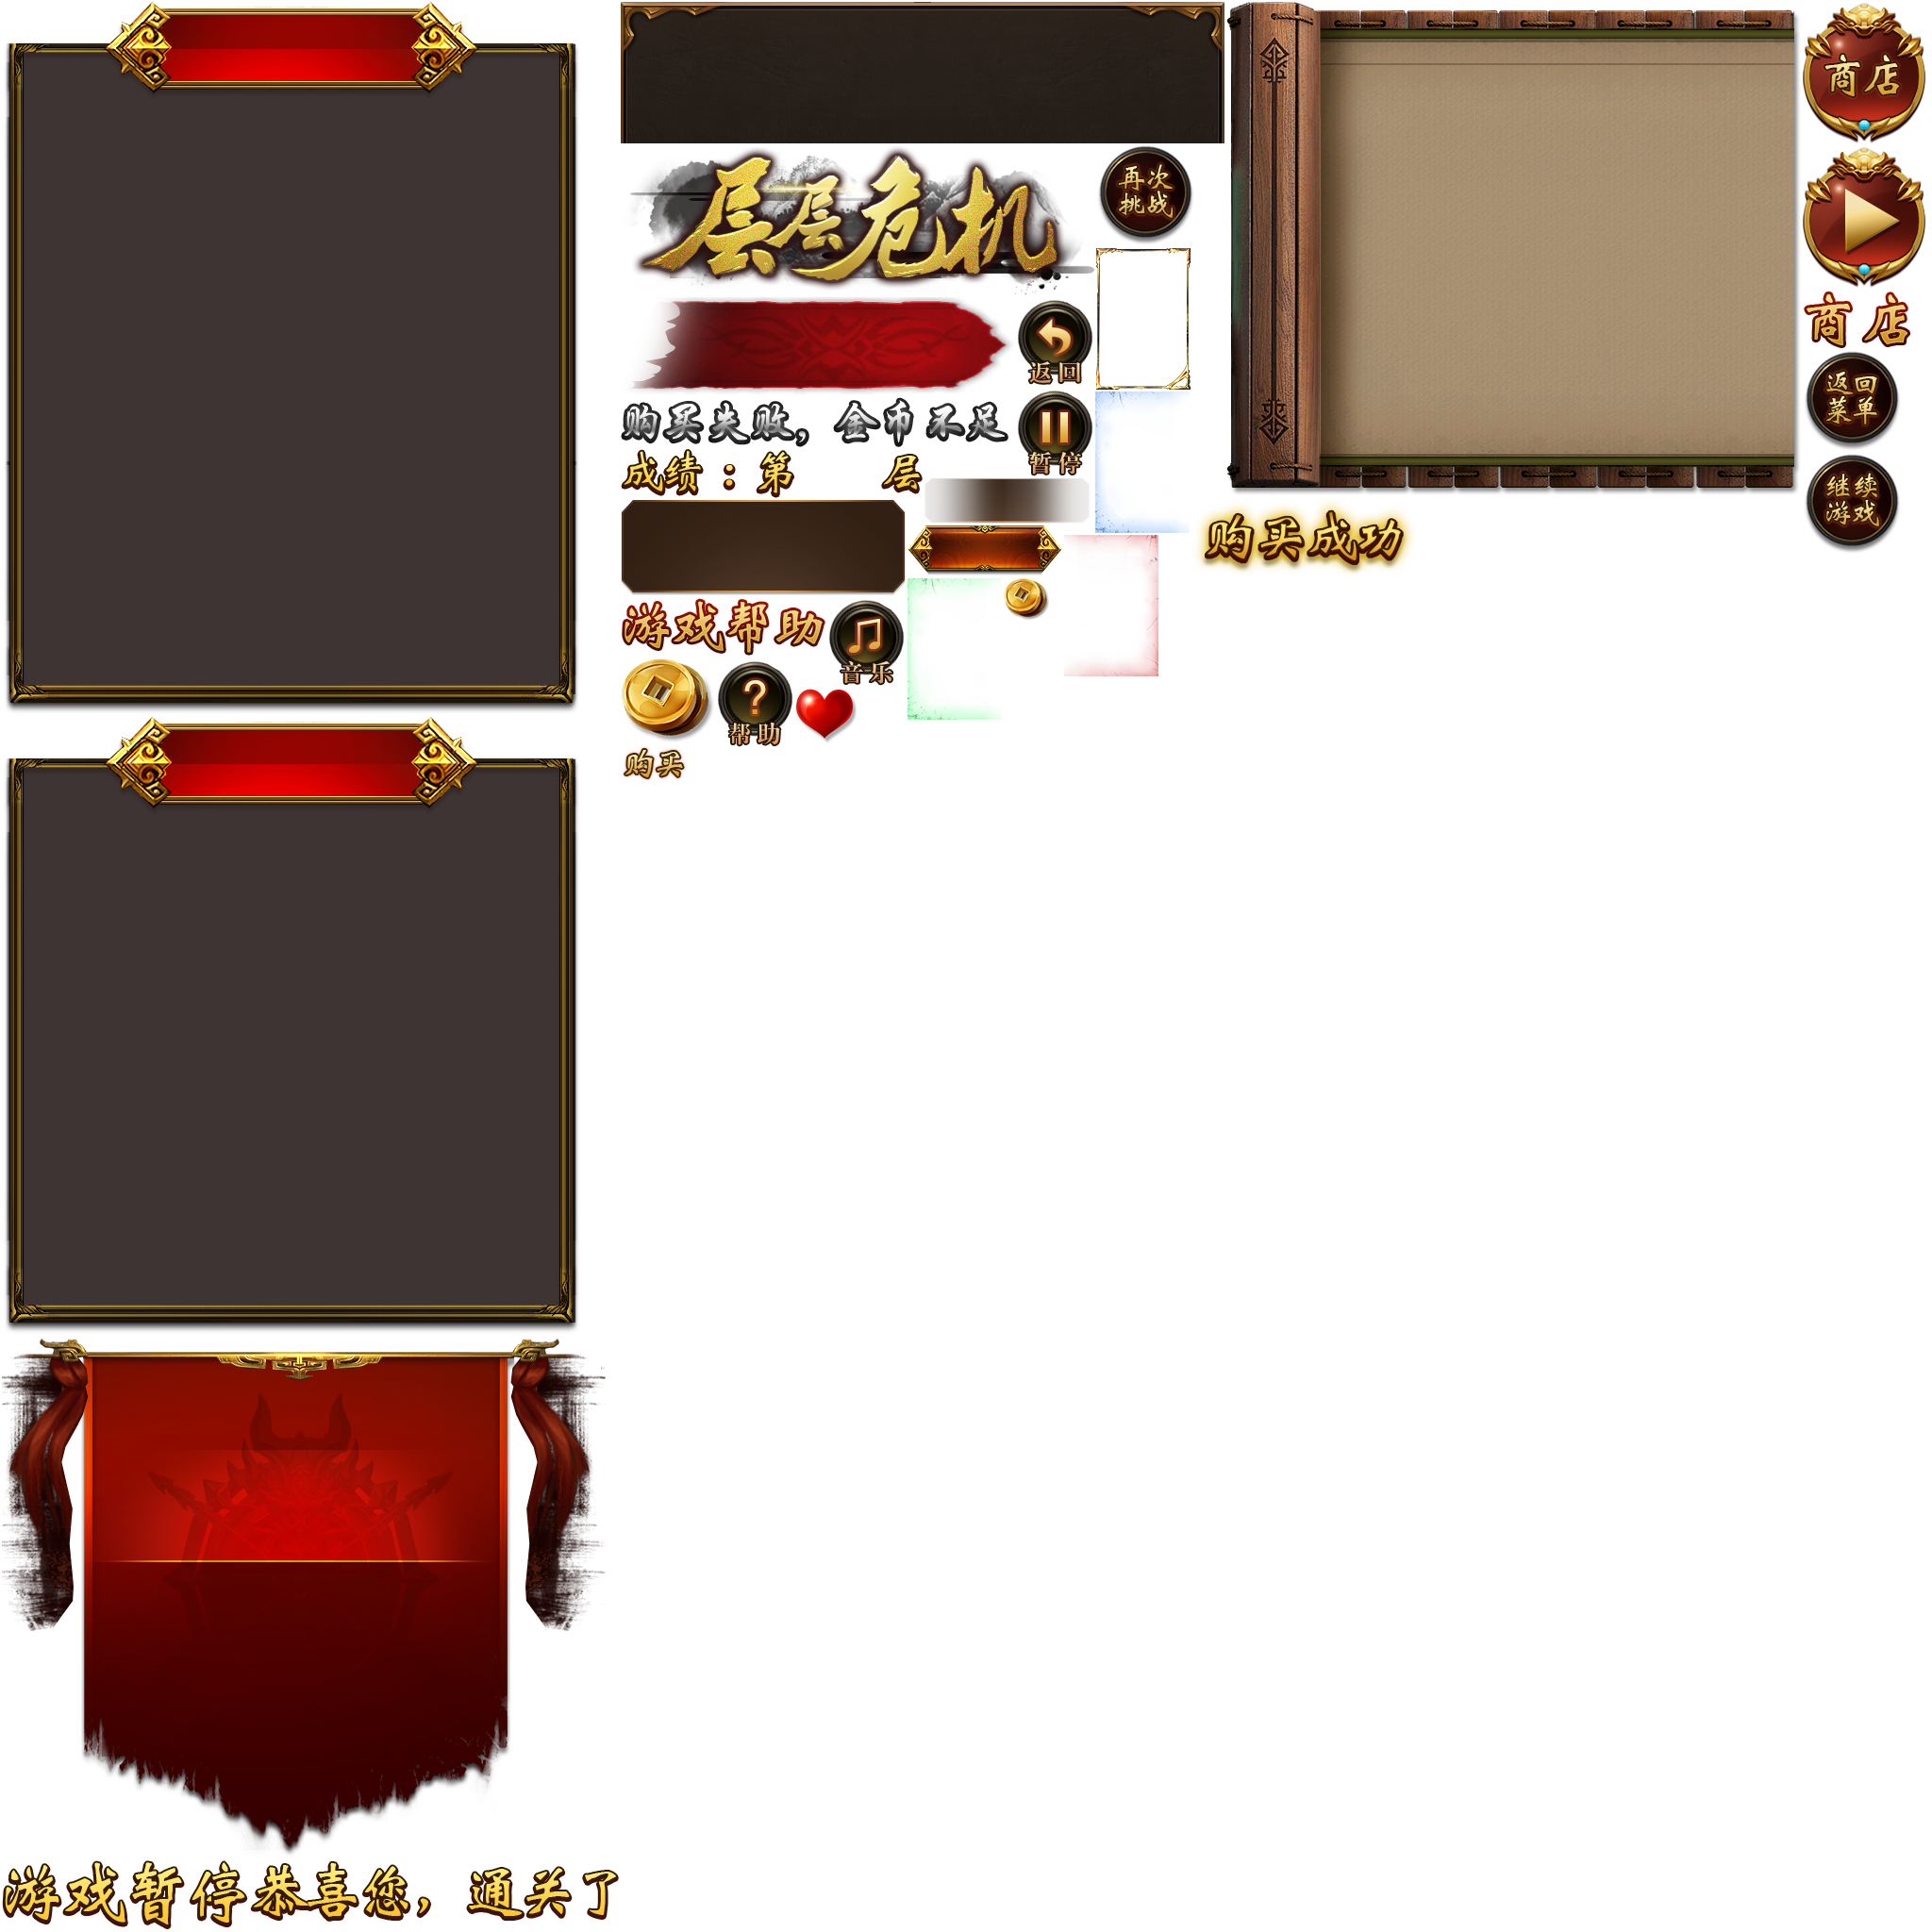 商店
层层危机
再次
挑战
商店
返回
购买失败，金币不足
暂停
成绩：第 层
返回
菜单
继续
游戏
购买成功
游戏帮助
音乐
帮助
购买
游戏暂停
恭喜您，通关了